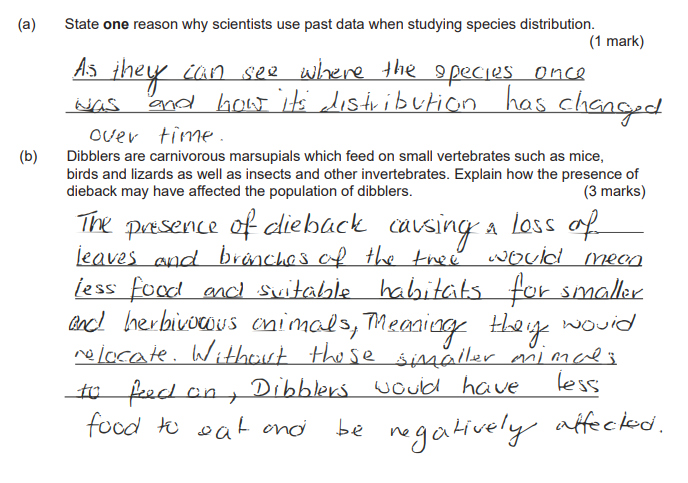 (a) State one reason why scientists use past data when studying species distribution.
(1 mark)
As they can see where the species once
was and how its distribution has changed
over time.
(b) Dibblers are carnivorous marsupials which feed on small vertebrates such as mice,
birds and lizards as well as insects and other invertebrates. Explain how the presence of
dieback may have affected the population of dibblers. (3 marks)
The presence of dieback causing a loss of
leaves and branches of the tree would mean
less food and suitable habitats for smaller
and herbivorous animals, Meaning they would
relocate. Without those smaller animals
to feed on, Dibblers would have less
food to eat and be negatively affected.